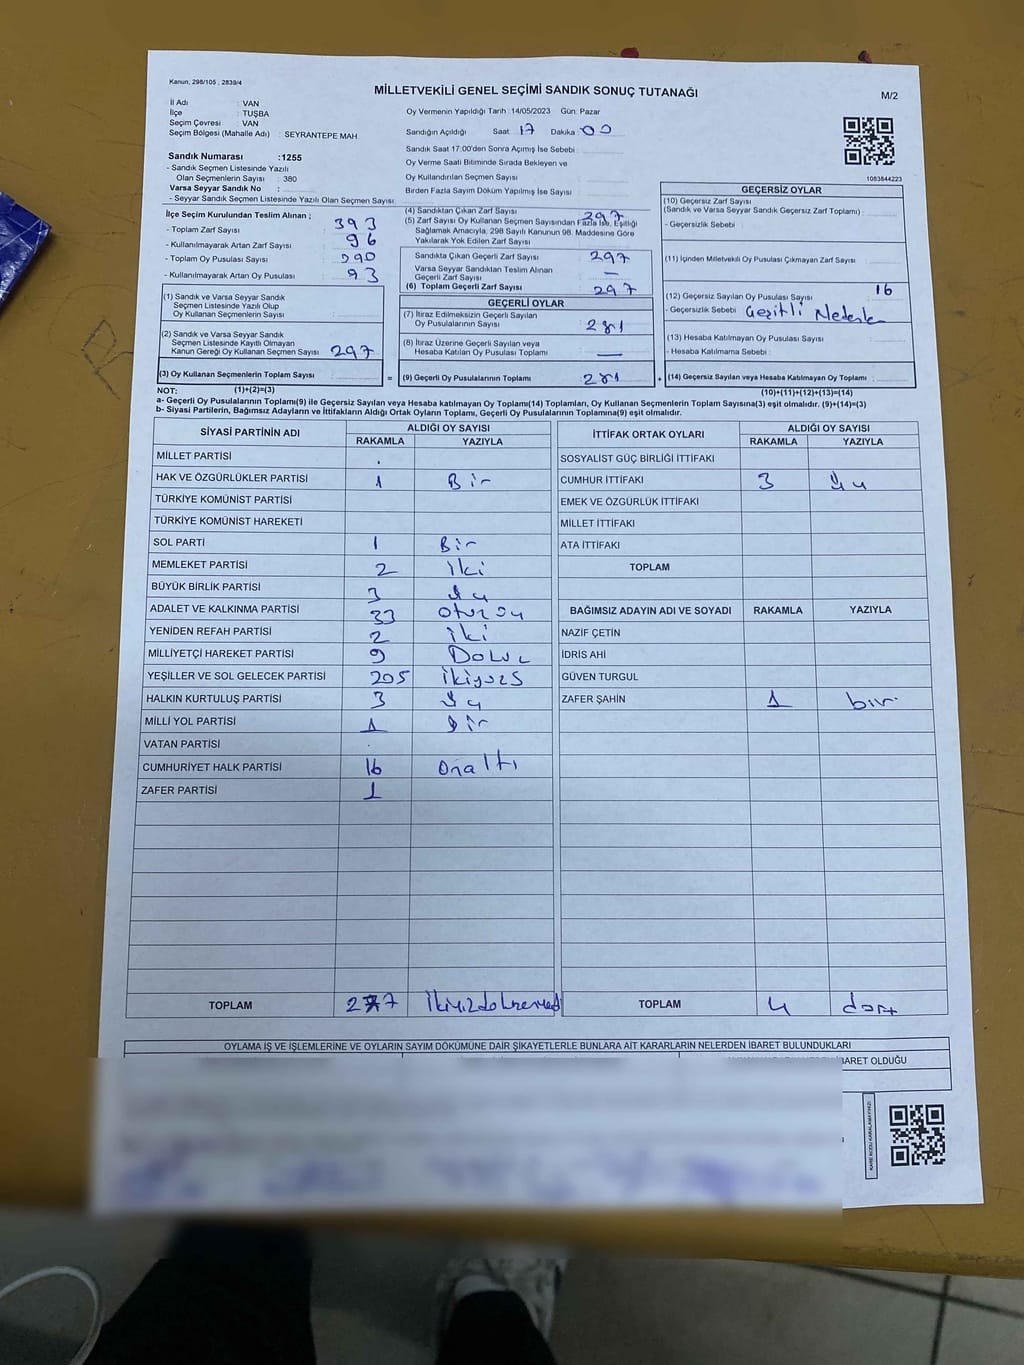 Kanun, 298/105 , 2839/4
MİLLETVEKİLİ GENEL SEÇİMİ SANDIK SONUÇ TUTANAĞI
M/2
İl Adı : VAN
İlçe : TUŞBA
Seçim Çevresi : VAN
Seçim Bölgesi (Mahalle Adı) : SEYRANTEPE MAH.
Oy Vermenin Yapıldığı Tarih :14/05/2023 Gün: Pazar
Sandığın Açıldığı Saat: 17 Dakika: 00
Sandık Saat 17:00'den Sonra Açımış İse Sebebi :
Oy Verme Saati Bitiminde Sırada Bekleyen ve
Oy Kullandırılan Seçmen Sayısı :
Birden Fazla Sayım Döküm Yapılmış İse Sayısı :
1083844223
Sandık Numarası :1255
- Sandık Seçmen Listesinde Yazılı
Olan Seçmenlerin Sayısı : 380
Varsa Seyyar Sandık No :
- Seyyar Sandık Seçmen Listesinde Yazılı Olan Seçmen Sayısı:
İlçe Seçim Kurulundan Teslim Alınan ;
- Toplam Zarf Sayısı : 393
- Kullanılmayarak Artan Zarf Sayısı : 96
- Toplam Oy Pusulası Sayısı : 390
- Kullanılmayarak Artan Oy Pusulası : 93
(1) Sandık ve Varsa Seyyar Sandık
Seçmen Listesinde Yazılı Olup
Oy Kullanan Seçmenlerin Sayısı :
(2) Sandık ve Varsa Seyyar Sandık
Seçmen Listesinde Kayıtlı Olmayan
Kanun Gereği Oy Kullanan Seçmen Sayısı : 297
(3) Oy Kullanan Seçmenlerin Toplam Sayısı :
(1)+(2)=(3)
(4) Sandıktan Çıkan Zarf Sayısı : 297
(5) Zarf Sayısı Oy Kullanan Seçmen Sayısından Fazla İse, Eşitliği
Sağlamak Amacıyla, 298 Sayılı Kanunun 98. Maddesine Göre
Yakılarak Yok Edilen Zarf Sayısı :
Sandıkta Çıkan Geçerli Zarf Sayısı : 297
Varsa Seyyar Sandıktan Teslim Alınan
Geçerli Zarf Sayısı : —
(6) Toplam Geçerli Zarf Sayısı : 297
GEÇERLİ OYLAR
(7) İtiraz Edilmeksizin Geçerli Sayılan
Oy Pusulalarının Sayısı : 281
(8) İtiraz Üzerine Geçerli Sayılan veya
Hesaba Katılan Oy Pusulası Toplamı : —
= (9) Geçerli Oy Pusulalarının Toplamı : 281
GEÇERSİZ OYLAR
(10) Geçersiz Zarf Sayısı
(Sandık ve Varsa Seyyar Sandık Geçersiz Zarf Toplamı) :
- Geçersizlik Sebebi :
(11) İçinden Milletvekili Oy Pusulası Çıkmayan Zarf Sayısı :
(12) Geçersiz Sayılan Oy Pusulası Sayısı : 16
- Geçersizlik Sebebi : Çeşitli
(13) Hesaba Katılmayan Oy Pusulası Sayısı :
- Hesaba Katılmama Sebebi :
+ (14) Geçersiz Sayılan veya Hesaba Katılmayan Oy Toplamı :
(10)+(11)+(12)+(13)=(14)
NOT:
a- Geçerli Oy Pusulalarının Toplamı(9) ile Geçersiz Sayılan veya Hesaba katılmayan Oy Toplamı(14) Toplamları, Oy Kullanan Seçmenlerin Toplam Sayısına(3) eşit olmalıdır. (9)+(14)=(3)
b- Siyasi Partilerin, Bağımsız Adayların ve İttifakların Aldığı Ortak Oyların Toplamı, Geçerli Oy Pusulalarının Toplamına(9) eşit olmalıdır.
SİYASİ PARTİNİN ADI ALDIĞI OY SAYISI
RAKAMLA YAZIYLA
MİLLET PARTİSİ
HAK VE ÖZGÜRLÜKLER PARTİSİ 1 Bir
TÜRKİYE KOMÜNİST PARTİSİ
TÜRKİYE KOMÜNİST HAREKETİ
SOL PARTİ 1 Bir
MEMLEKET PARTİSİ 2 İki
BÜYÜK BİRLİK PARTİSİ 3
ADALET VE KALKINMA PARTİSİ 33
YENİDEN REFAH PARTİSİ 2 İki
MİLLİYETÇİ HAREKET PARTİSİ 9
YEŞİLLER VE SOL GELECEK PARTİSİ 205
HALKIN KURTULUŞ PARTİSİ 3
MİLLİ YOL PARTİSİ 1 Bir
VATAN PARTİSİ
CUMHURİYET HALK PARTİSİ 16 Onaltı
ZAFER PARTİSİ 1
TOPLAM
İTTİFAK ORTAK OYLARI ALDIĞI OY SAYISI
RAKAMLA YAZIYLA
SOSYALİST GÜÇ BİRLİĞİ İTTİFAKI
CUMHUR İTTİFAKI 3
EMEK VE ÖZGÜRLÜK İTTİFAKI
MİLLET İTTİFAKI
ATA İTTİFAKI
TOPLAM
BAĞIMSIZ ADAYIN ADI VE SOYADI RAKAMLA YAZIYLA
NAZİF ÇETİN
İDRİS AHİ
GÜVEN TURGUL
ZAFER ŞAHİN 1 bir
TOPLAM 4 dört
OYLAMA İŞ VE İŞLEMLERİNE VE OYLARIN SAYIM DÖKÜMÜNE DAİR ŞİKAYETLERLE BUNLARA AİT KARARLARIN NELERDEN İBARET BULUNDUKLARI
İBARET OLDUĞU
KARE KODU KARALAMAYINIZ!